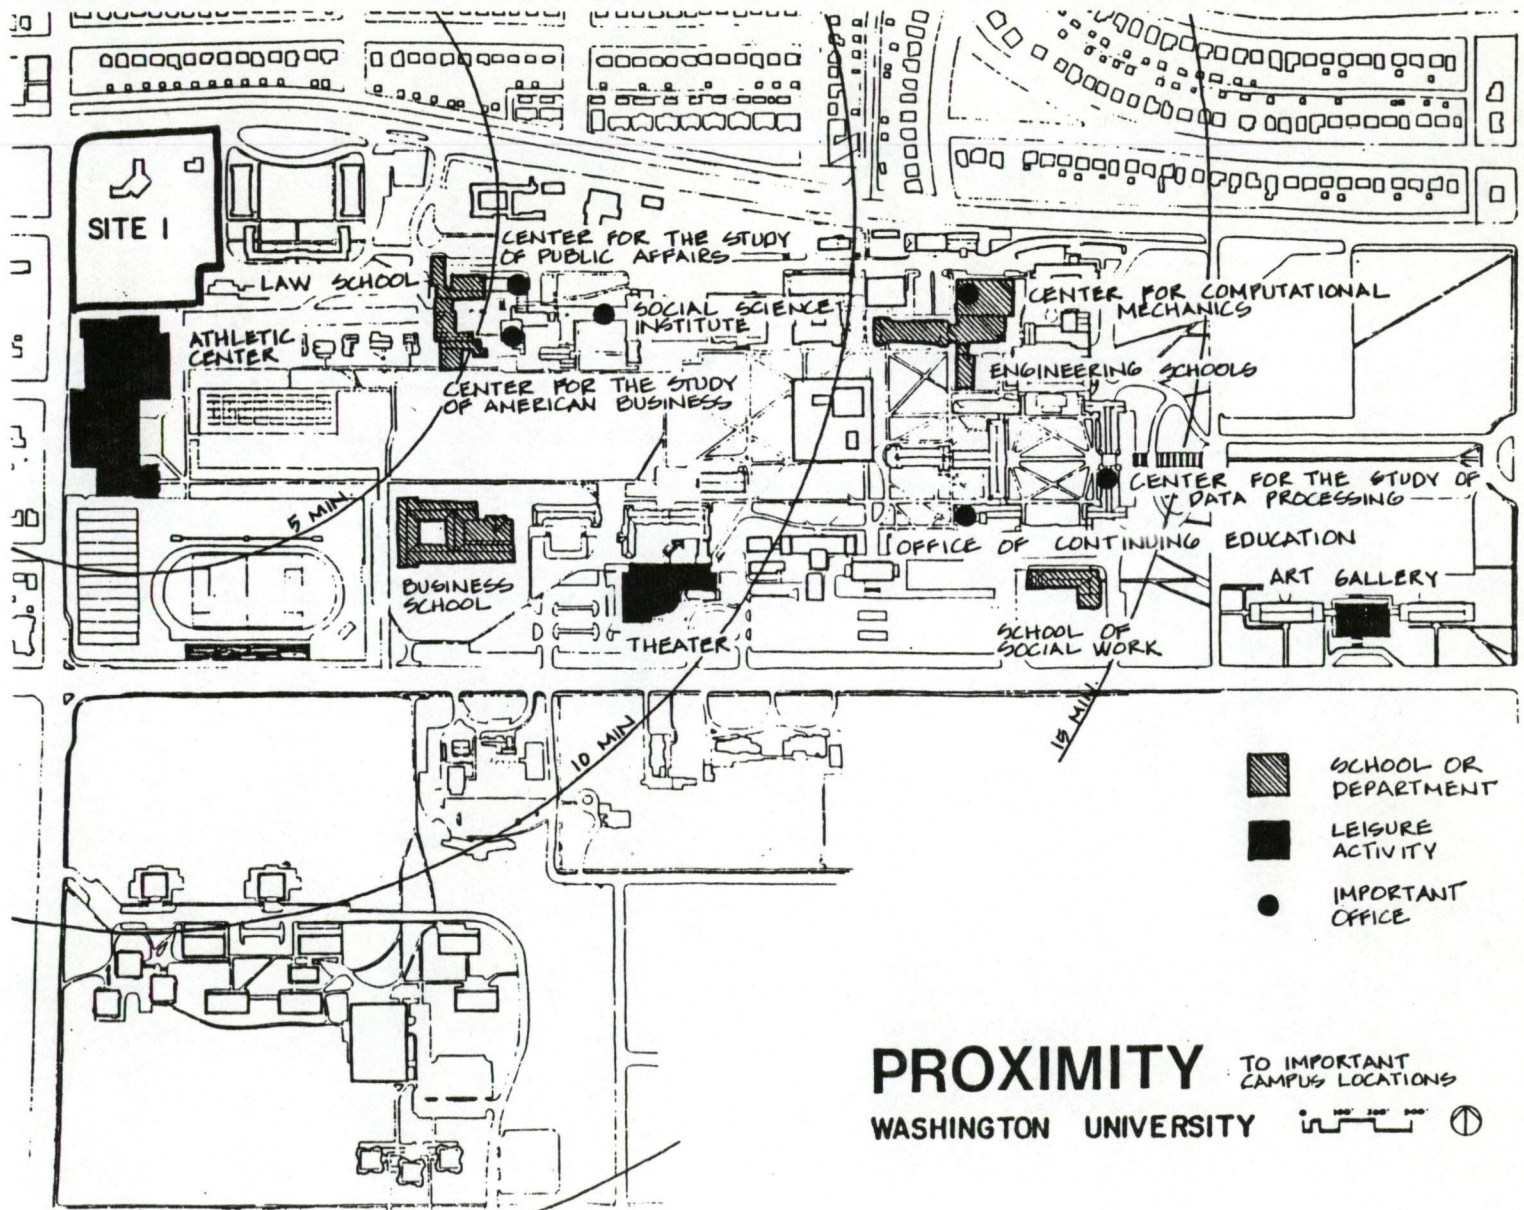 SITE 1
CENTER FOR THE STUDY
OF PUBLIC AFFAIRS
LAW SCHOOL
SOCIAL SCIENCE
INSTITUTE
CENTER FOR COMPUTATIONAL
MECHANICS
ATHLETIC
CENTER
ENGINEERING SCHOOLS
CENTER FOR THE STUDY
OF AMERICAN BUSINESS
5 MIN.
CENTER FOR THE STUDY OF
DATA PROCESSING
OFFICE OF CONTINUING EDUCATION
BUSINESS
SCHOOL
ART GALLERY
THEATER
SCHOOL OF
SOCIAL WORK
10 MIN
15 MIN.
SCHOOL OR
DEPARTMENT
LEISURE
ACTIVITY
IMPORTANT
OFFICE
PROXIMITY
TO IMPORTANT
CAMPUS LOCATIONS
WASHINGTON UNIVERSITY
0 100'